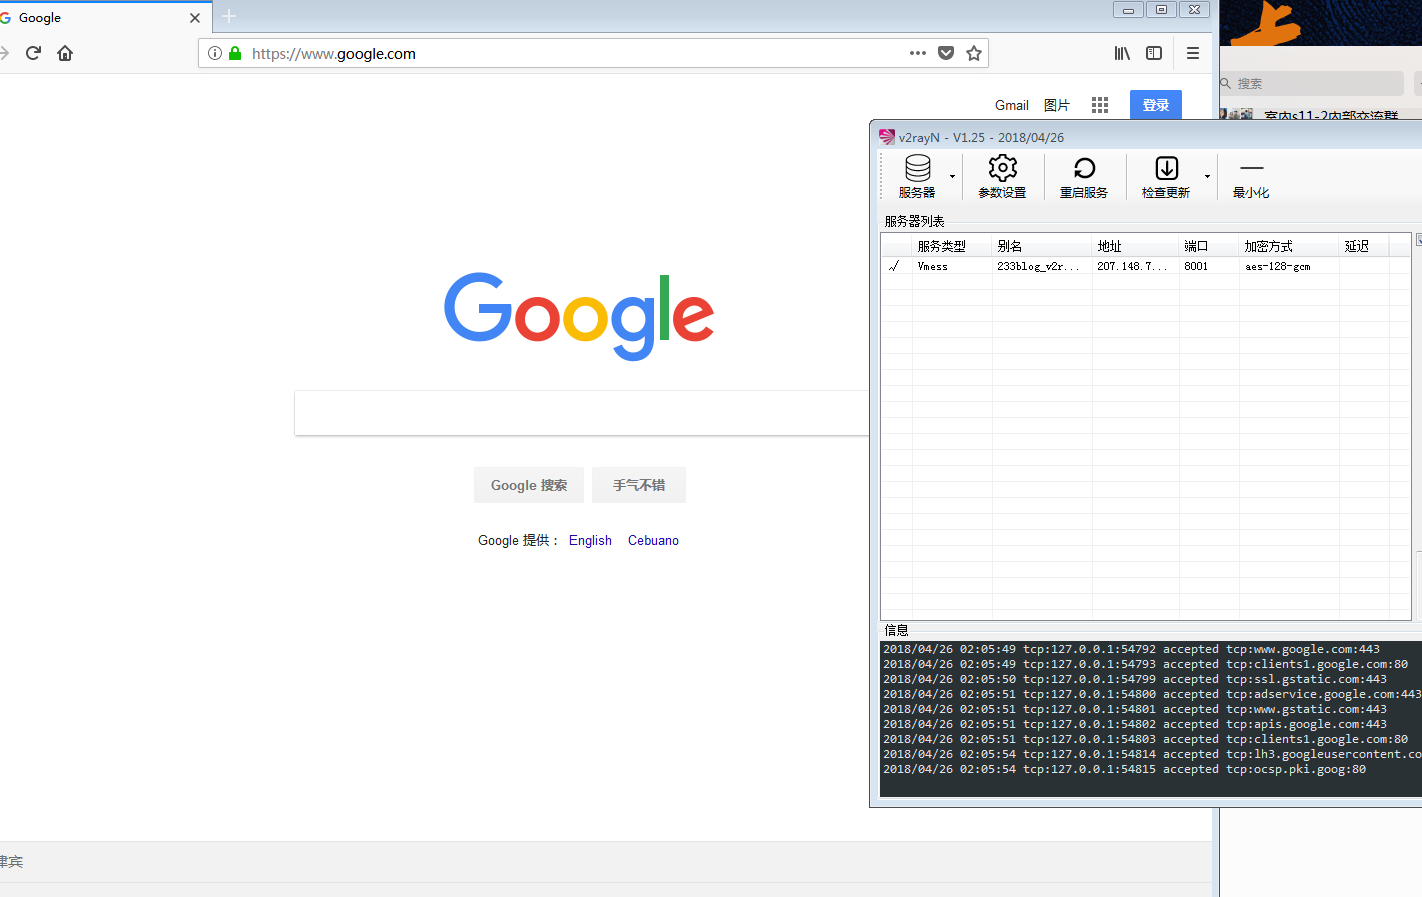 Google
https://www.google.com
Gmail 图片 登录
搜索
室内s11-2内部交流群
Google
Google 搜索 手气不错
Google 提供： English Cebuano
v2rayN - V1.25 - 2018/04/26
服务器 参数设置 重启服务 检查更新 最小化
服务器列表
服务类型 别名 地址 端口 加密方式 延迟
Vmess 233blog_v2r... 207.148.7... 8001 aes-128-gcm
信息
2018/04/26 02:05:49 tcp:127.0.0.1:54792 accepted tcp:www.google.com:443
2018/04/26 02:05:49 tcp:127.0.0.1:54793 accepted tcp:clients1.google.com:80
2018/04/26 02:05:50 tcp:127.0.0.1:54799 accepted tcp:ssl.gstatic.com:443
2018/04/26 02:05:51 tcp:127.0.0.1:54800 accepted tcp:adservice.google.com:443
2018/04/26 02:05:51 tcp:127.0.0.1:54801 accepted tcp:www.gstatic.com:443
2018/04/26 02:05:51 tcp:127.0.0.1:54802 accepted tcp:apis.google.com:443
2018/04/26 02:05:51 tcp:127.0.0.1:54803 accepted tcp:clients1.google.com:80
2018/04/26 02:05:54 tcp:127.0.0.1:54814 accepted tcp:lh3.googleusercontent.co
2018/04/26 02:05:54 tcp:127.0.0.1:54815 accepted tcp:ocsp.pki.goog:80
宾